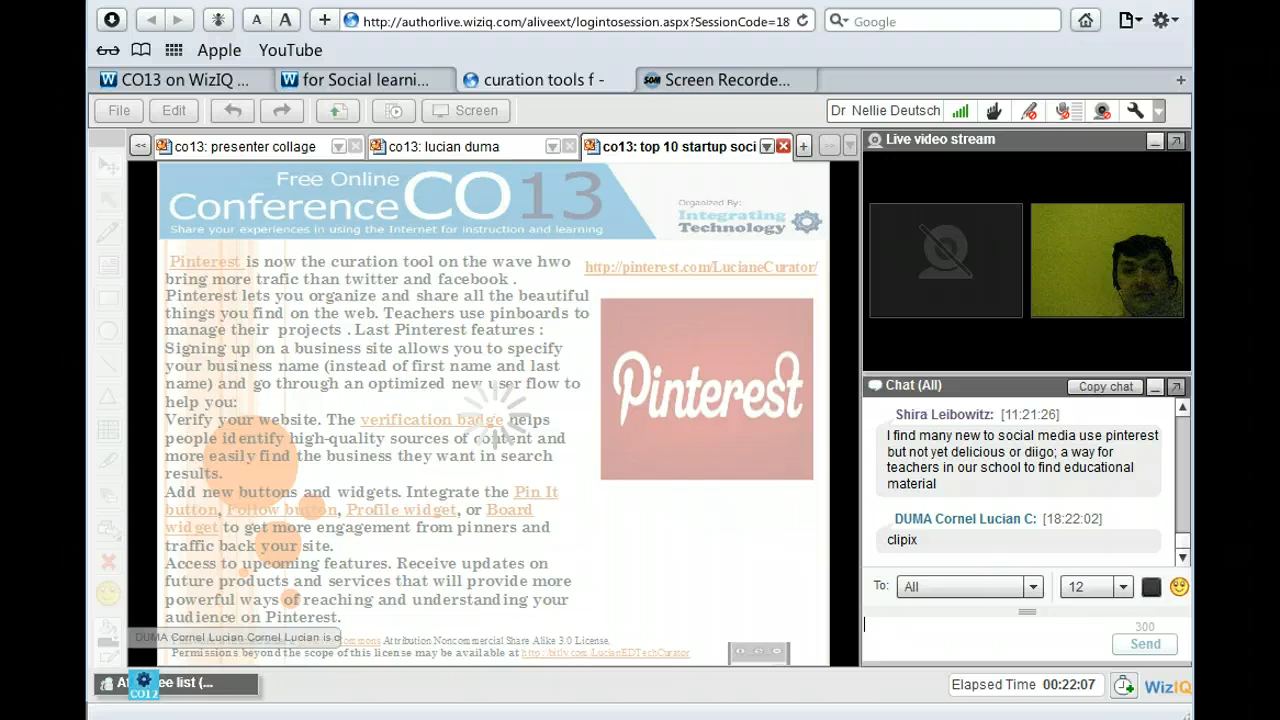 A A + http://authorlive.wiziq.com/aliveext/logintosession.aspx?SessionCode=18 Google
Apple YouTube
CO13 on WizIQ ... for Social learni... curation tools f - Screen Recorde... +
File Edit Screen Dr Nellie Deutsch
<< co13: presenter collage co13: lucian duma co13: top 10 startup soci + Live video stream
Free Online
Conference CO13
Share your experiences in using the Internet for instruction and learning
Organized By:
Integrating
Technology
Pinterest is now the curation tool on the wave hwo
bring more trafic than twitter and facebook .
http://pinterest.com/LucianeCurator/
Pinterest lets you organize and share all the beautiful
things you find on the web. Teachers use pinboards to
manage their projects . Last Pinterest features :
Signing up on a business site allows you to specify
your business name (instead of first name and last
name) and go through an optimized new user flow to
help you:
Verify your website. The verification badge helps
people identify high-quality sources of content and
more easily find the business they want in search
results.
Add new buttons and widgets. Integrate the Pin It
button, Follow button, Profile widget, or Board
widget to get more engagement from pinners and
traffic back your site.
Access to upcoming features. Receive updates on
future products and services that will provide more
powerful ways of reaching and understanding your
audience on Pinterest.
Pinterest
DUMA Cornel Lucian Cornel Lucian is o
Attribution Noncommercial Share Alike 3.0 License.
Permissions beyond the scope of this license may be available at http://bitly.com/LucianEDTechCurator
Chat (All) Copy chat
Shira Leibowitz: [11:21:26]
I find many new to social media use pinterest
but not yet delicious or diigo; a way for
teachers in our school to find educational
material
DUMA Cornel Lucian C: [18:22:02]
clipix
To: All 12
300
Send
ee list (...
CO12
Elapsed Time 00:22:07 WizIQ